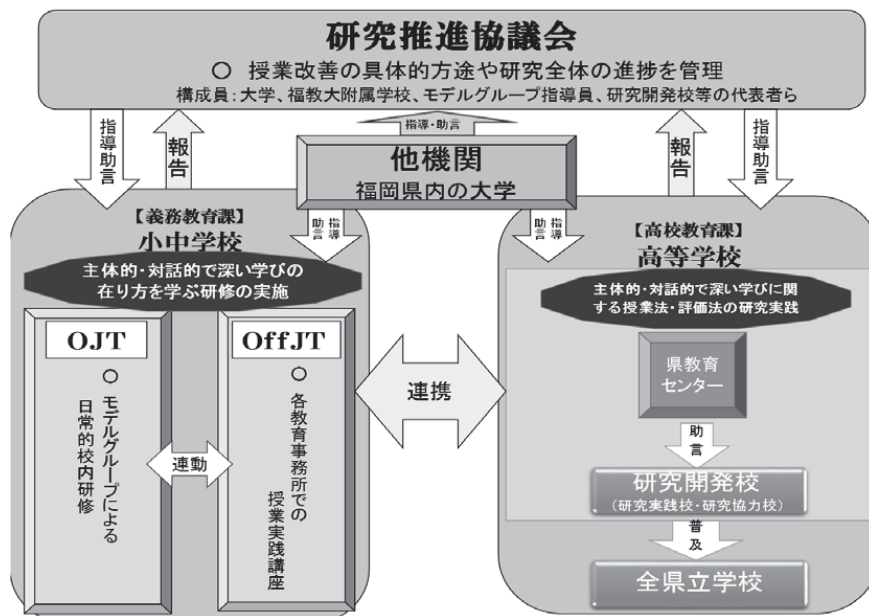 研究推進協議会
○ 授業改善の具体的方途や研究全体の進捗を管理
構成員：大学、福教大附属学校、モデルグループ指導員、研究開発校等の代表者ら
指導助言
報告
指導・助言
報告
指導助言
他機関
福岡県内の大学
指導
助言
指導
助言
【義務教育課】
小中学校
主体的・対話的で深い学びの
在り方を学ぶ研修の実施
OJT
○ モデルグループによる
日常的校内研修
連動
OffJT
○ 各教育事務所での
授業実践講座
連携
【高校教育課】
高等学校
主体的・対話的で深い学びに関
する授業法・評価法の研究実践
県教育
センター
助言
研究開発校
（研究実践校・研究協力校）
普及
全県立学校